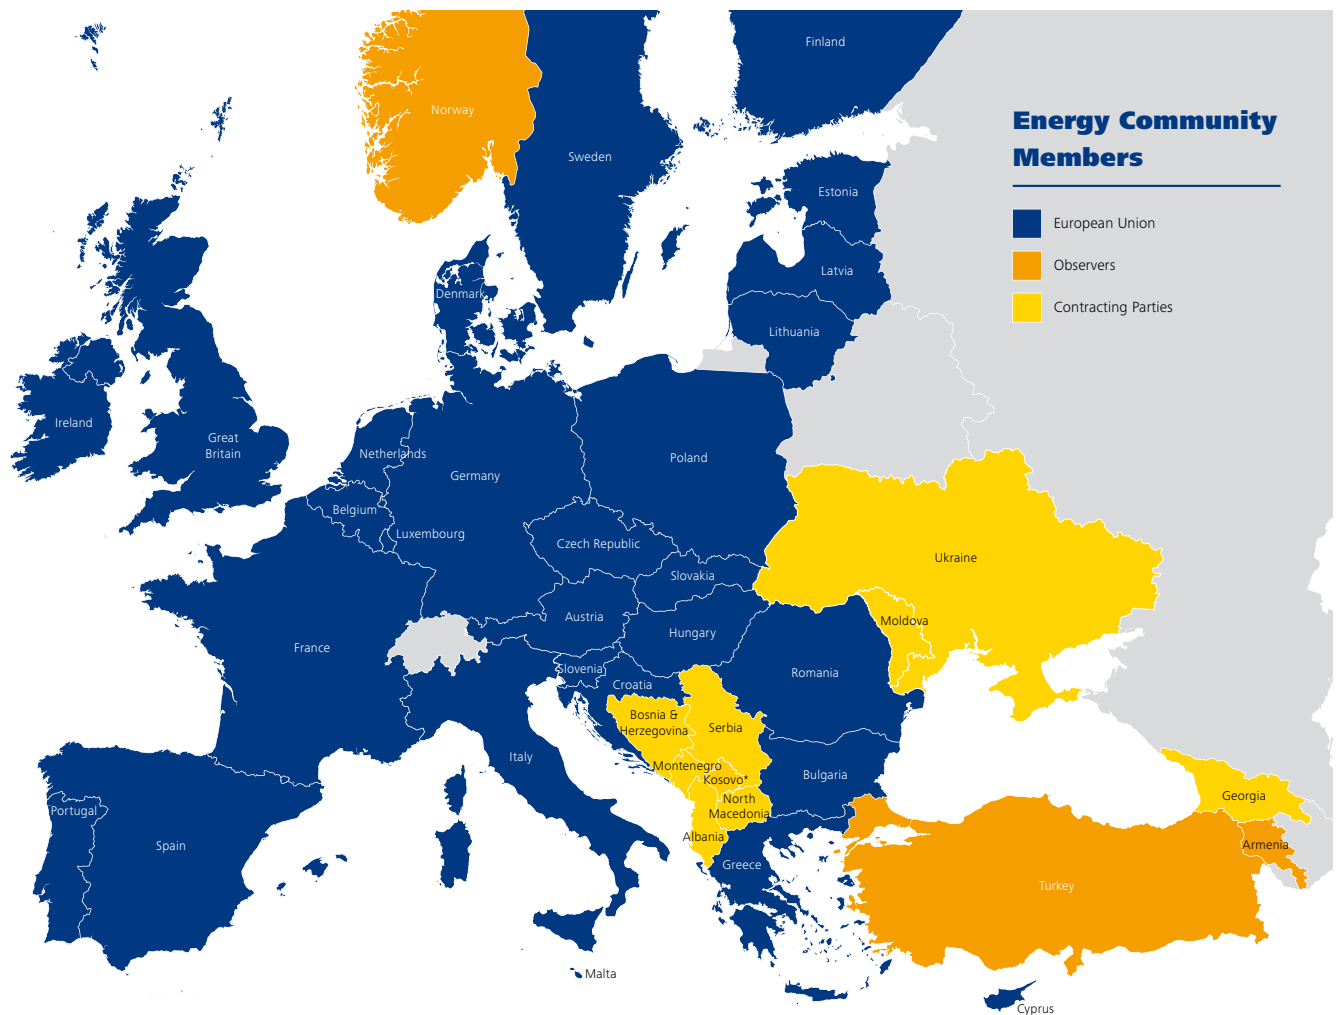 Energy Community
Members
European Union
Observers
Contracting Parties
Finland
Norway
Sweden
Estonia
Latvia
Denmark
Lithuania
Ireland
Great
Britain
Netherlands
Poland
Germany
Belgium
Luxembourg
Czech Republic
Ukraine
Slovakia
Austria
Moldova
Hungary
France
Slovenia
Romania
Croatia
Bosnia &
Herzegovina
Serbia
Italy
Montenegro
Kosovo*
Bulgaria
Georgia
North
Macedonia
Portugal
Albania
Spain
Armenia
Greece
Turkey
Malta
Cyprus